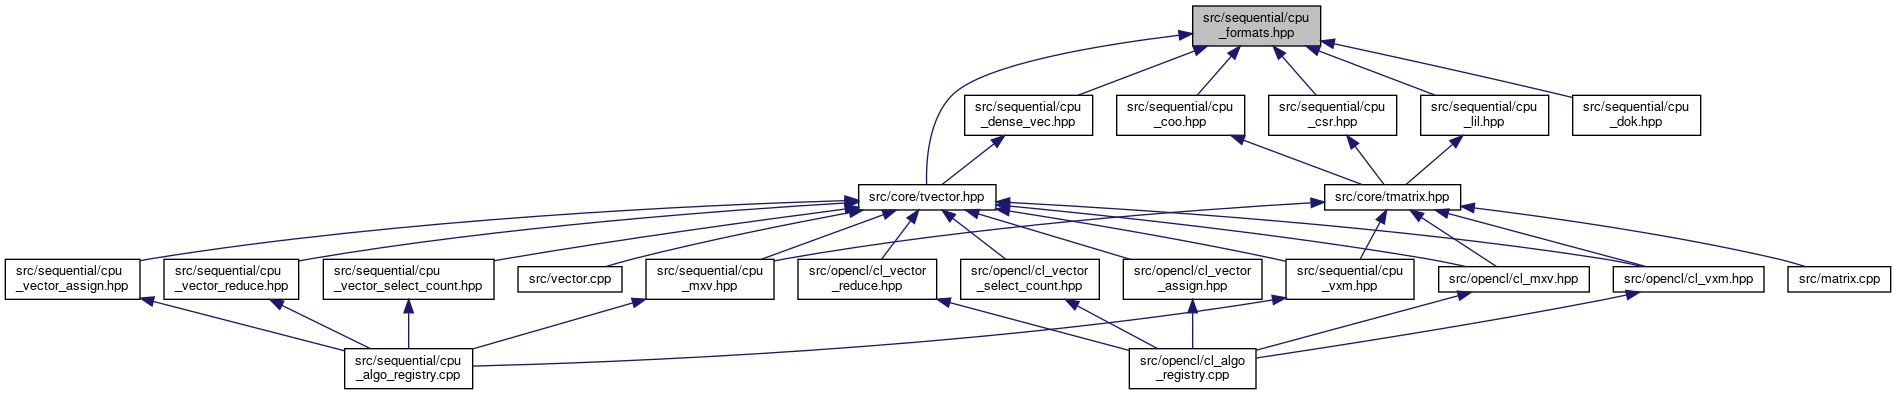 src/sequential/cpu
_formats.hpp
src/sequential/cpu
_dense_vec.hpp
src/sequential/cpu
_coo.hpp
src/sequential/cpu
_csr.hpp
src/sequential/cpu
_lil.hpp
src/sequential/cpu
_dok.hpp
src/core/tvector.hpp
src/core/tmatrix.hpp
src/sequential/cpu
_vector_assign.hpp
src/sequential/cpu
_vector_reduce.hpp
src/sequential/cpu
_vector_select_count.hpp
src/vector.cpp
src/sequential/cpu
_mxv.hpp
src/opencl/cl_vector
_reduce.hpp
src/opencl/cl_vector
_select_count.hpp
src/opencl/cl_vector
_assign.hpp
src/sequential/cpu
_vxm.hpp
src/opencl/cl_mxv.hpp
src/opencl/cl_vxm.hpp
src/matrix.cpp
src/sequential/cpu
_algo_registry.cpp
src/opencl/cl_algo
_registry.cpp